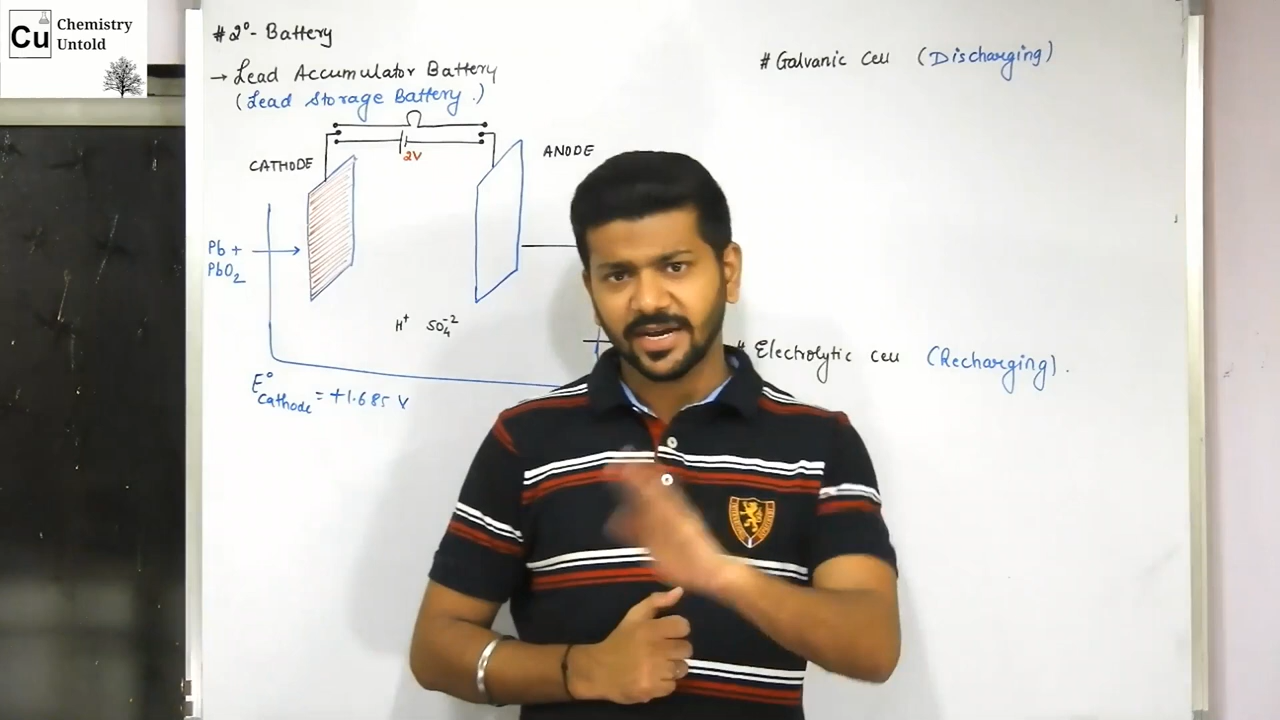 Cu
Chemistry
Untold
# 2°- Battery
→ Lead Accumulator Battery
(Lead Storage Battery.)
# Galvanic Cell (Discharging)
2V
CATHODE
ANODE
Pb +
PbO₂
H⁺ SO₄⁻²
# Electrolytic Cell (Recharging).
E°cathode = +1.685 V